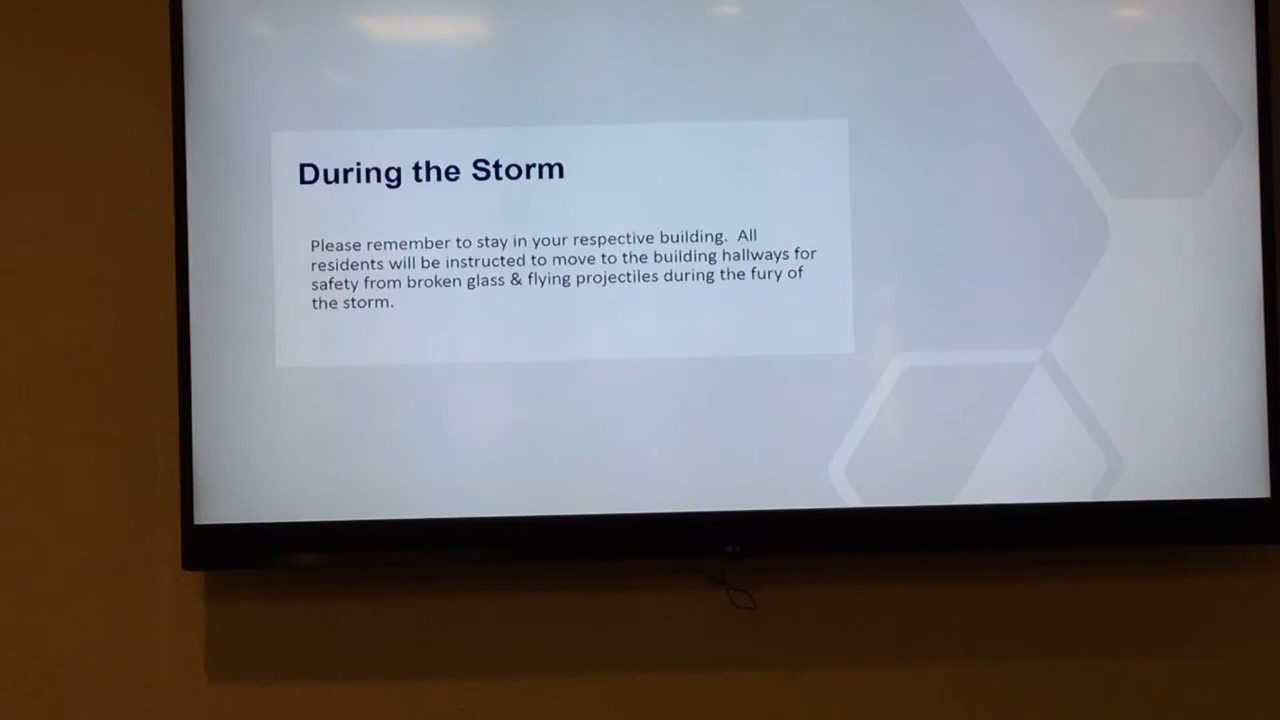 During the Storm
Please remember to stay in your respective building.  All
residents will be instructed to move to the building hallways for
safety from broken glass & flying projectiles during the fury of
the storm.